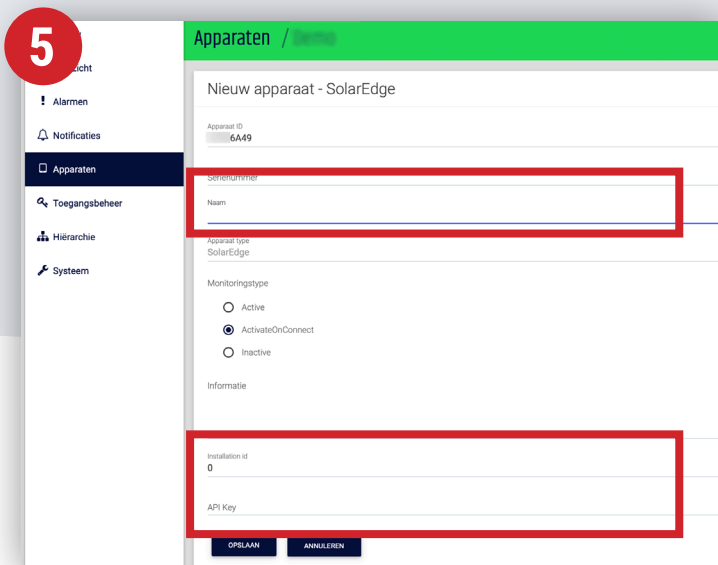 5
Apparaten /
zicht
Alarmen
Notificaties
Apparaten
Toegangsbeheer
Hiërarchie
Systeem
Nieuw apparaat - SolarEdge
Apparaat ID
6A49
Serienummer
Naam
Apparaat type
SolarEdge
Monitoringstype
Active
ActivateOnConnect
Inactive
Informatie
Installation id
0
API Key
OPSLAAN ANNULEREN